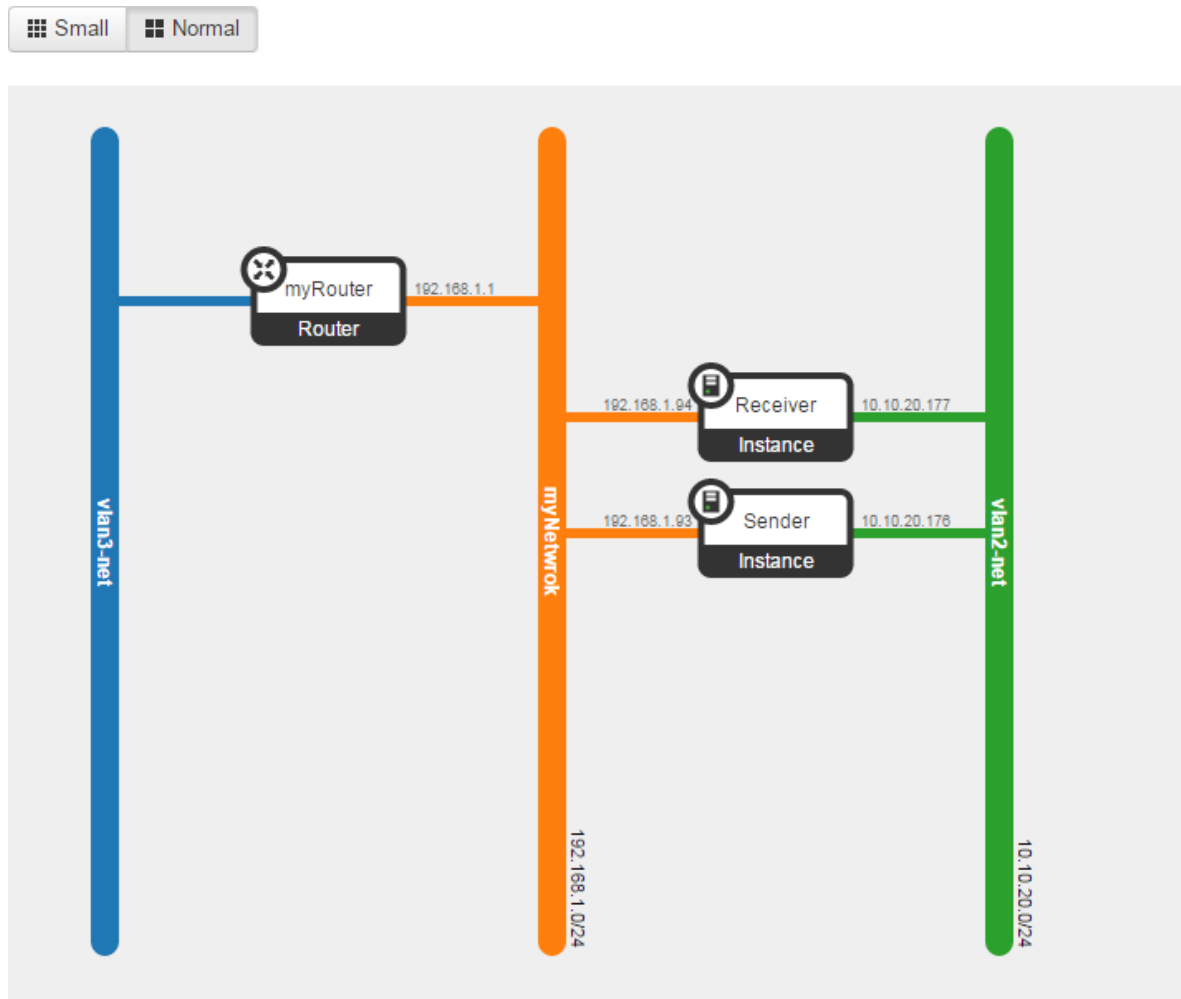 Small
Normal
myRouter
Router
192.168.1.1
192.168.1.94
Receiver
Instance
10.10.20.177
192.168.1.93
Sender
Instance
10.10.20.176
vlan3-net
myNetwrok
vlan2-net
192.168.1.0/24
10.10.20.0/24